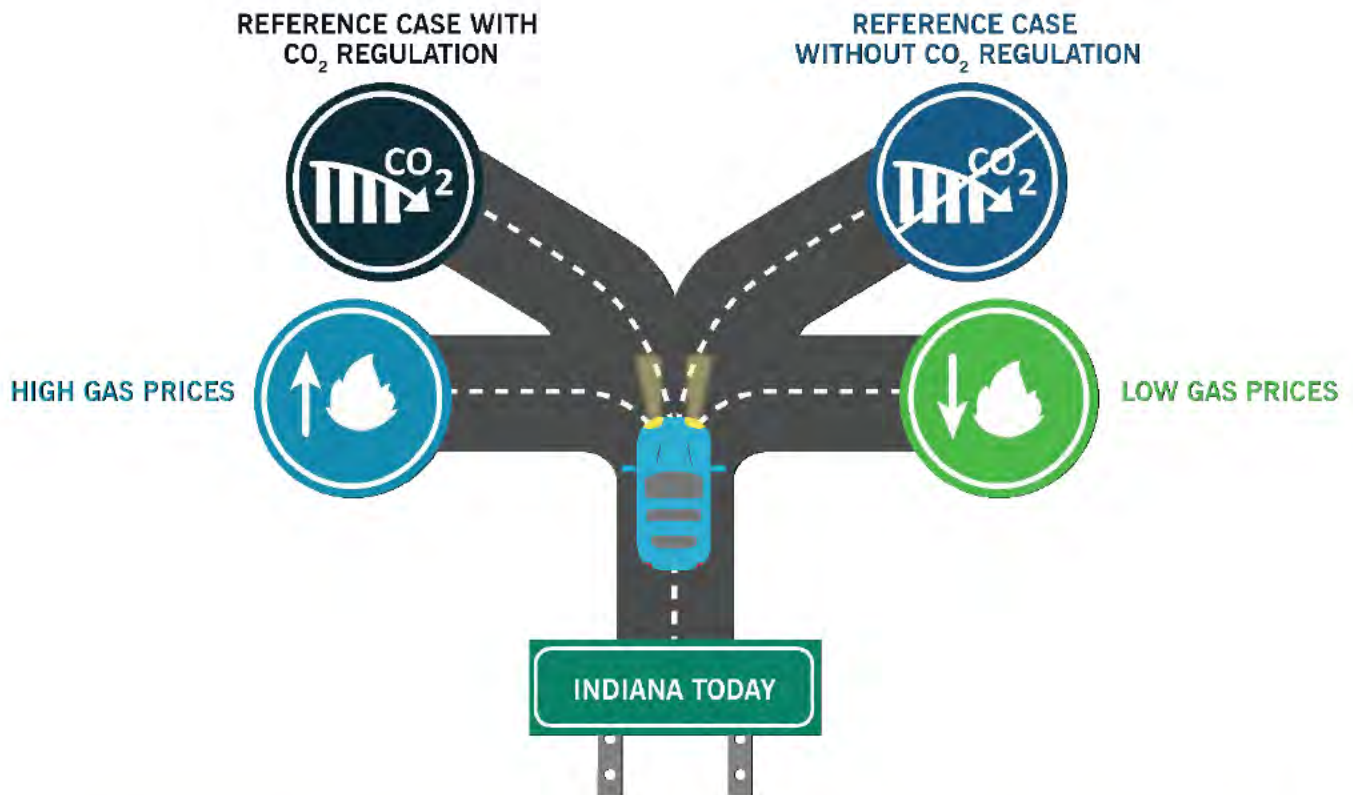 REFERENCE CASE WITH
CO₂ REGULATION
REFERENCE CASE
WITHOUT CO₂ REGULATION
CO₂
CO₂
HIGH GAS PRICES
LOW GAS PRICES
INDIANA TODAY